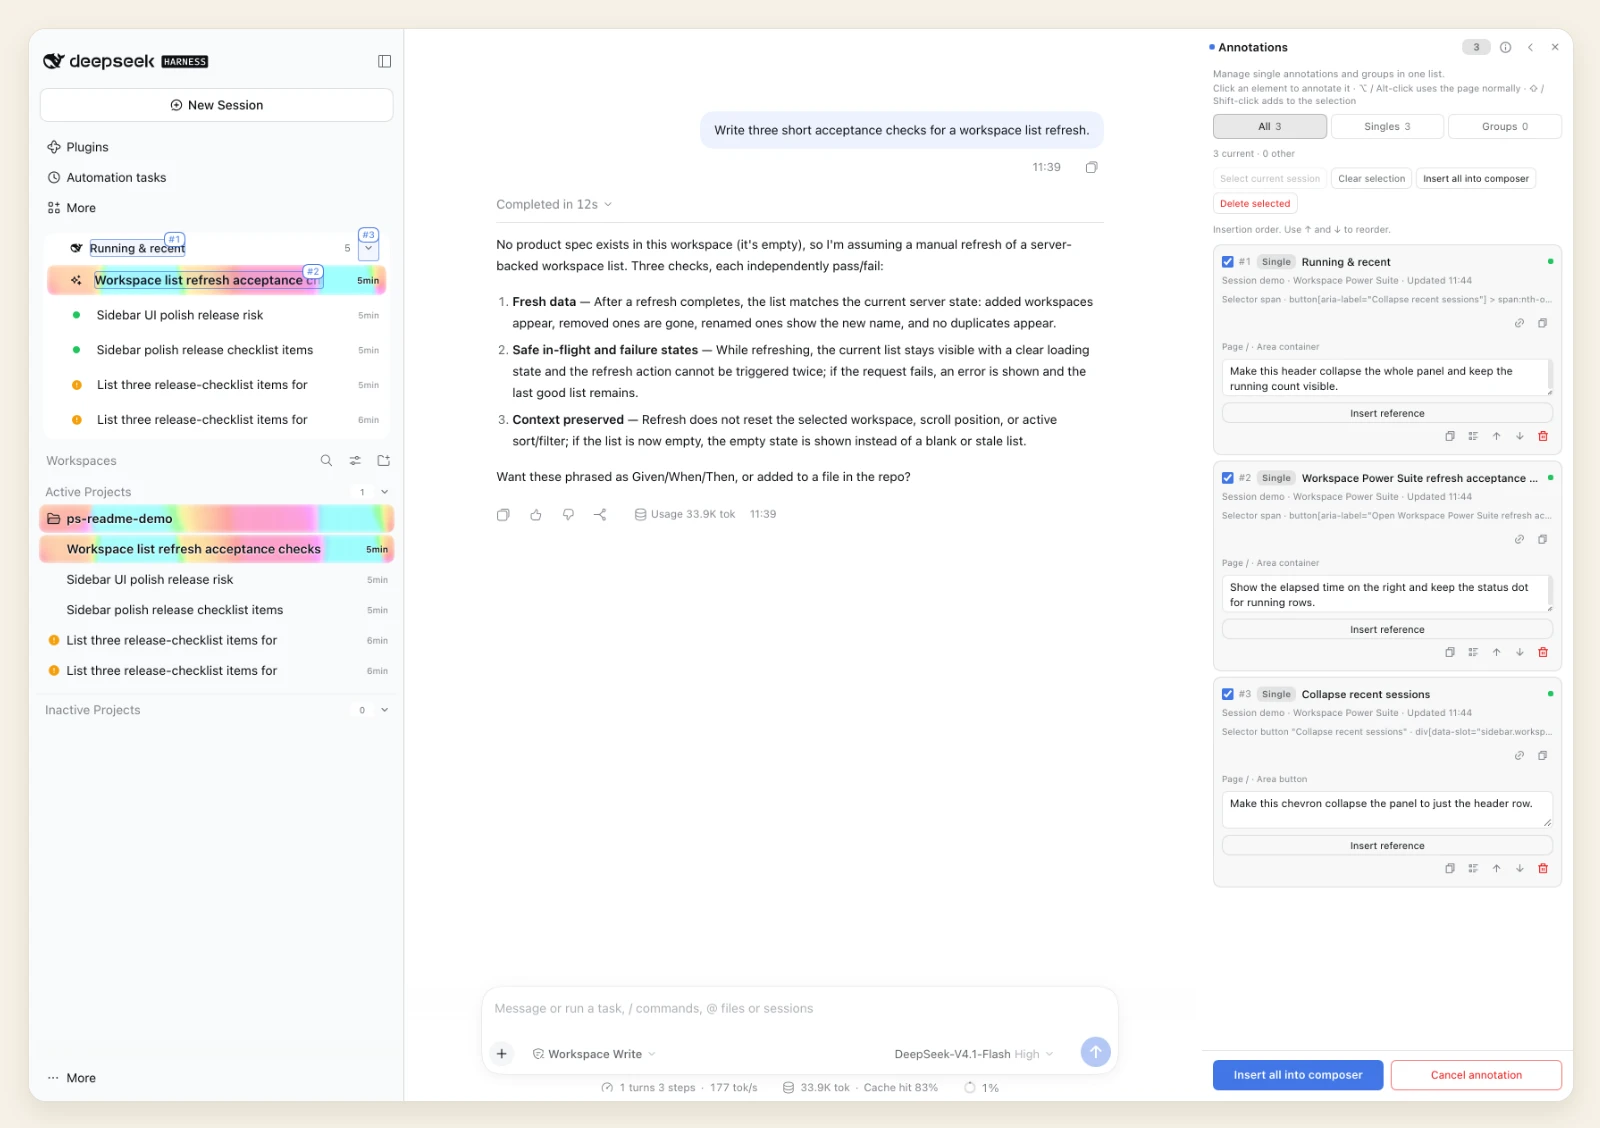 deepseek HARNESS
New Session
Plugins
Automation tasks
More
Running & recent
#1
5
#3
Workspace list refresh acceptance
#2
5min
Sidebar UI polish release risk
5min
Sidebar polish release checklist items
5min
List three release-checklist items for
5min
List three release-checklist items for
6min
Workspaces
Active Projects
1
ps-readme-demo
Workspace list refresh acceptance checks
5min
Sidebar UI polish release risk
5min
Sidebar polish release checklist items
5min
List three release-checklist items for
6min
List three release-checklist items for
6min
Inactive Projects
0
More
Write three short acceptance checks for a workspace list refresh.
11:39
Completed in 12s
No product spec exists in this workspace (it's empty), so I'm assuming a manual refresh of a server-
backed workspace list. Three checks, each independently pass/fail:
1. Fresh data — After a refresh completes, the list matches the current server state: added workspaces
appear, removed ones are gone, renamed ones show the new name, and no duplicates appear.
2. Safe in-flight and failure states — While refreshing, the current list stays visible with a clear loading
state and the refresh action cannot be triggered twice; if the request fails, an error is shown and the
last good list remains.
3. Context preserved — Refresh does not reset the selected workspace, scroll position, or active
sort/filter; if the list is now empty, the empty state is shown instead of a blank or stale list.
Want these phrased as Given/When/Then, or added to a file in the repo?
Usage 33.9K tok 11:39
Message or run a task, / commands, @ files or sessions
Workspace Write
DeepSeek-V4.1-Flash High
1 turns 3 steps · 177 tok/s 33.9K tok · Cache hit 83% 1%
Annotations
3
Manage single annotations and groups in one list.
Click an element to annotate it · ⌥ / Alt-click uses the page normally · ⇧ /
Shift-click adds to the selection
All 3
Singles 3
Groups 0
3 current · 0 other
Select current session
Clear selection
Insert all into composer
Delete selected
Insertion order. Use ↑ and ↓ to reorder.
#1 Single Running & recent
Session demo · Workspace Power Suite · Updated 11:44
Selector span · button[aria-label="Collapse recent sessions"] > span:nth-o...
Page / · Area container
Make this header collapse the whole panel and keep the
running count visible.
Insert reference
#2 Single Workspace Power Suite refresh acceptance ...
Session demo · Workspace Power Suite · Updated 11:44
Selector span · button[aria-label="Open Workspace Power Suite refresh ac...
Page / · Area container
Show the elapsed time on the right and keep the status dot
for running rows.
Insert reference
#3 Single Collapse recent sessions
Session demo · Workspace Power Suite · Updated 11:44
Selector button "Collapse recent sessions" · div[data-slot="sidebar.worksp...
Page / · Area button
Make this chevron collapse the panel to just the header row.
Insert reference
Insert all into composer
Cancel annotation